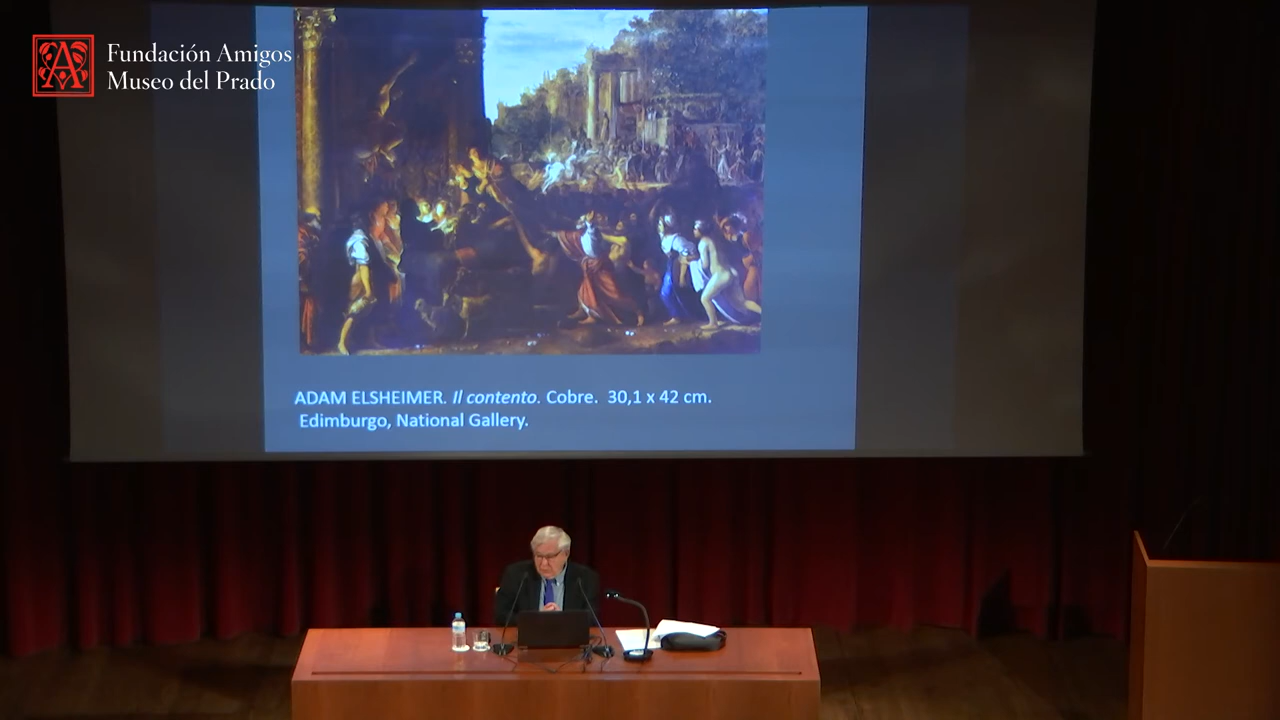 Fundación Amigos
Museo del Prado
ADAM ELSHEIMER. Il contento. Cobre. 30,1 x 42 cm.
Edimburgo, National Gallery.